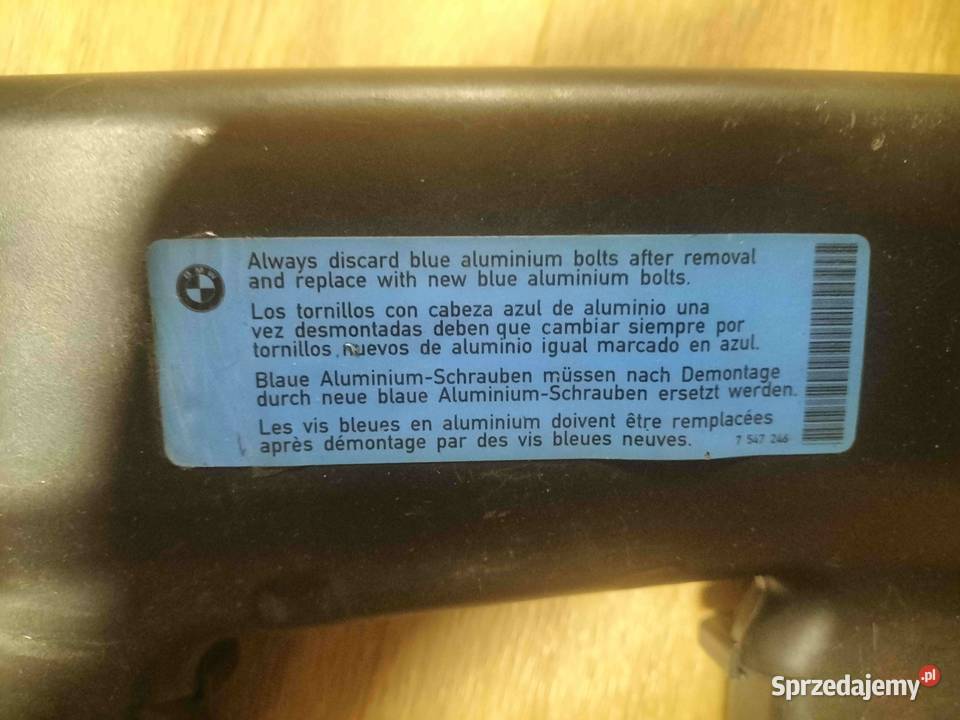 BMW
Always discard blue aluminium bolts after removal
and replace with new blue aluminium bolts.
Los tornillos con cabeza azul de aluminio una
vez desmontadas deben que cambiar siempre por
tornillos nuevos de aluminio igual marcado en azul.
Blaue Aluminium-Schrauben müssen nach Demontage
durch neue blaue Aluminium-Schrauben ersetzt werden.
Les vis bleues en aluminium doivent être remplacées
après démontage par des vis bleues neuves.
7 547 246
Sprzedajemy.pl